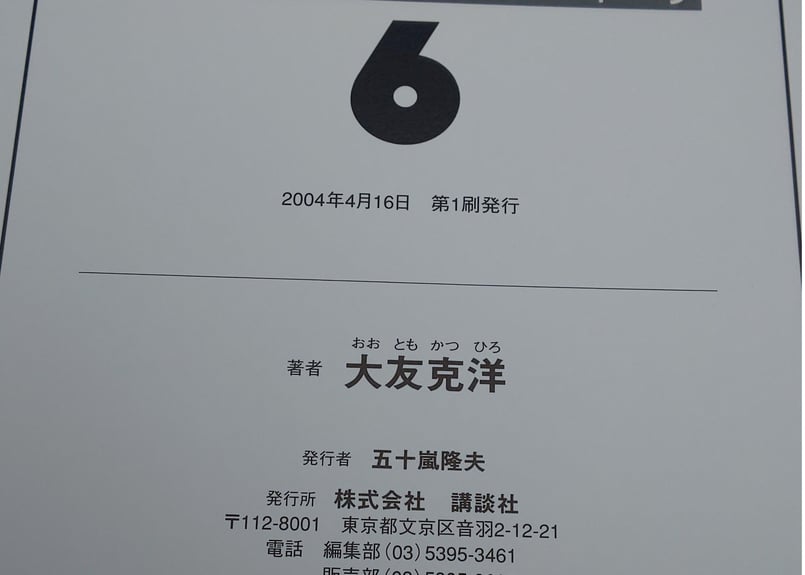 6
2004年4月16日　第1刷発行
おお とも かつ ひろ
著者　大友克洋
発行者　五十嵐隆夫
発行所　株式会社　講談社
〒112-8001　東京都文京区音羽2-12-21
電話　編集部(03)5395-3461